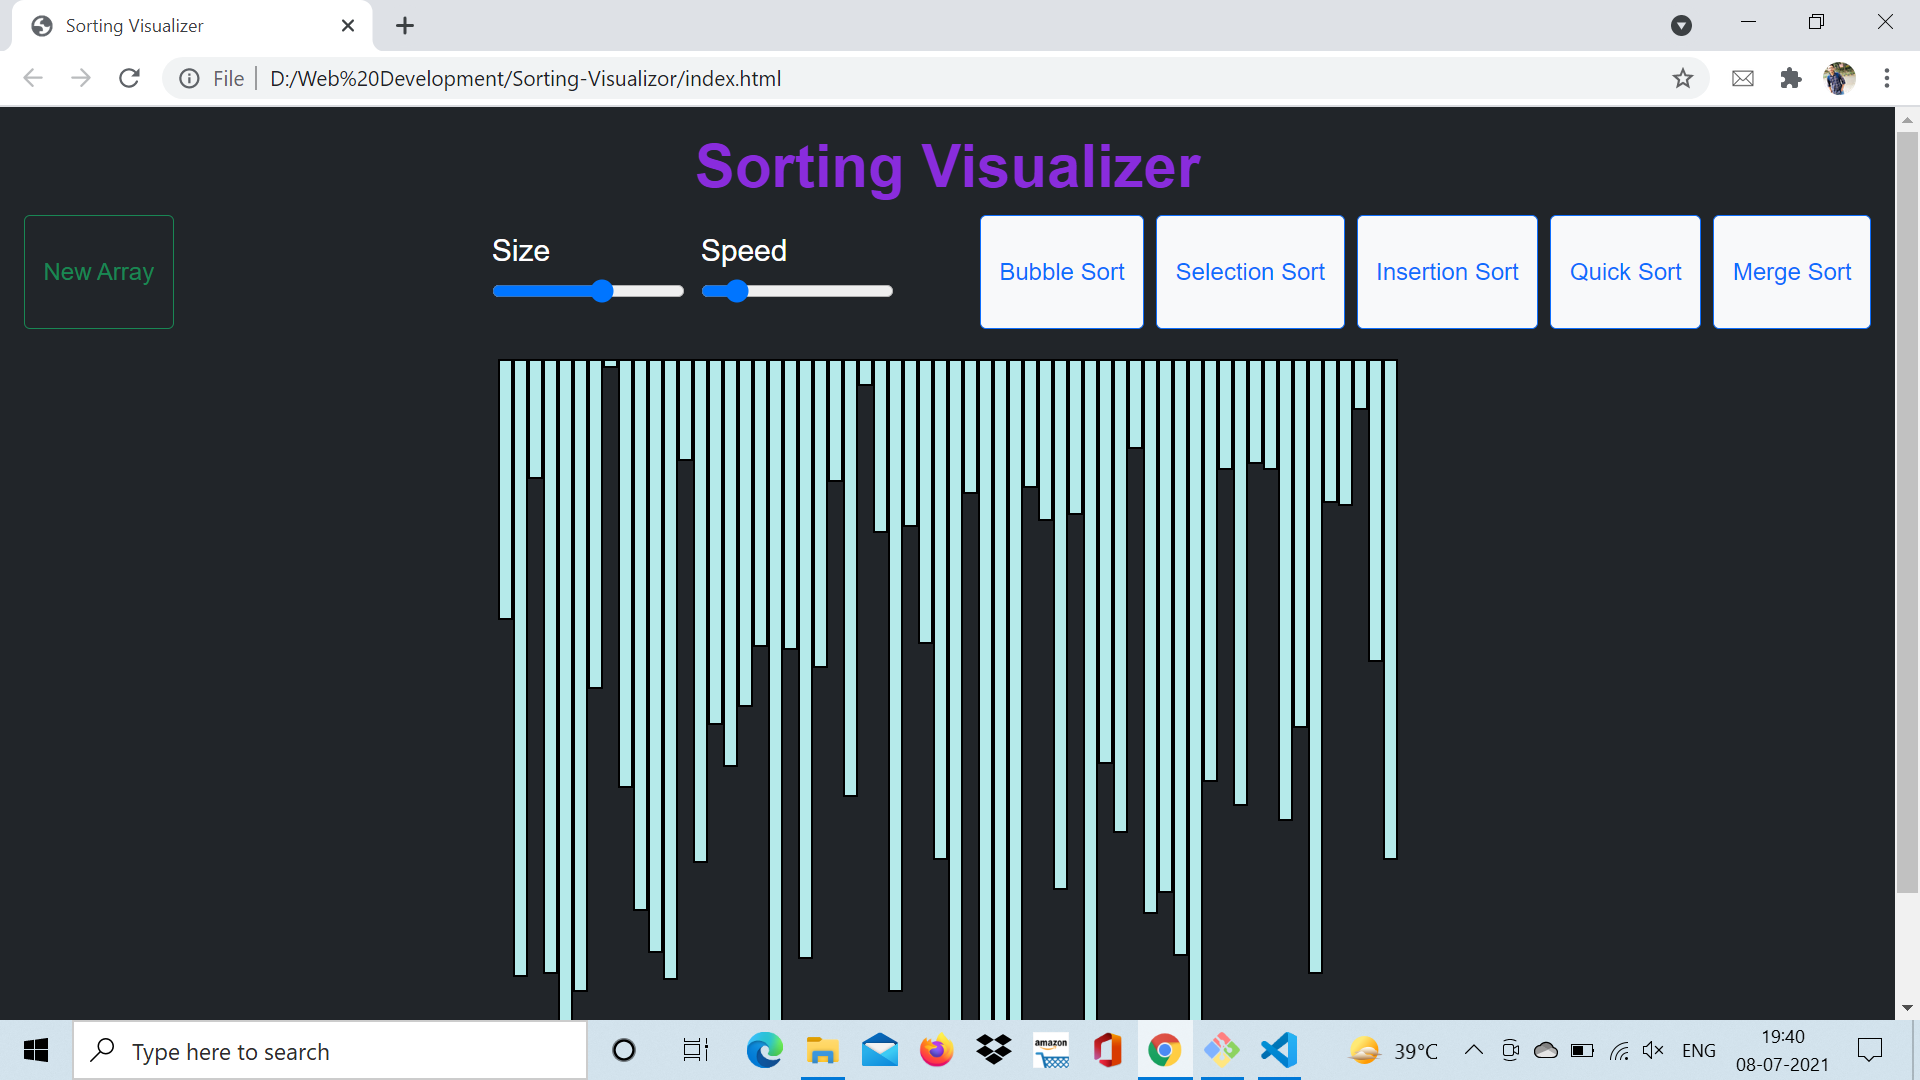 Sorting Visualizer
File
D:/Web%20Development/Sorting-Visualizor/index.html
Sorting Visualizer
New Array
Size
Speed
Bubble Sort
Selection Sort
Insertion Sort
Quick Sort
Merge Sort
Type here to search
amazon
39°C
ENG
19:40
08-07-2021